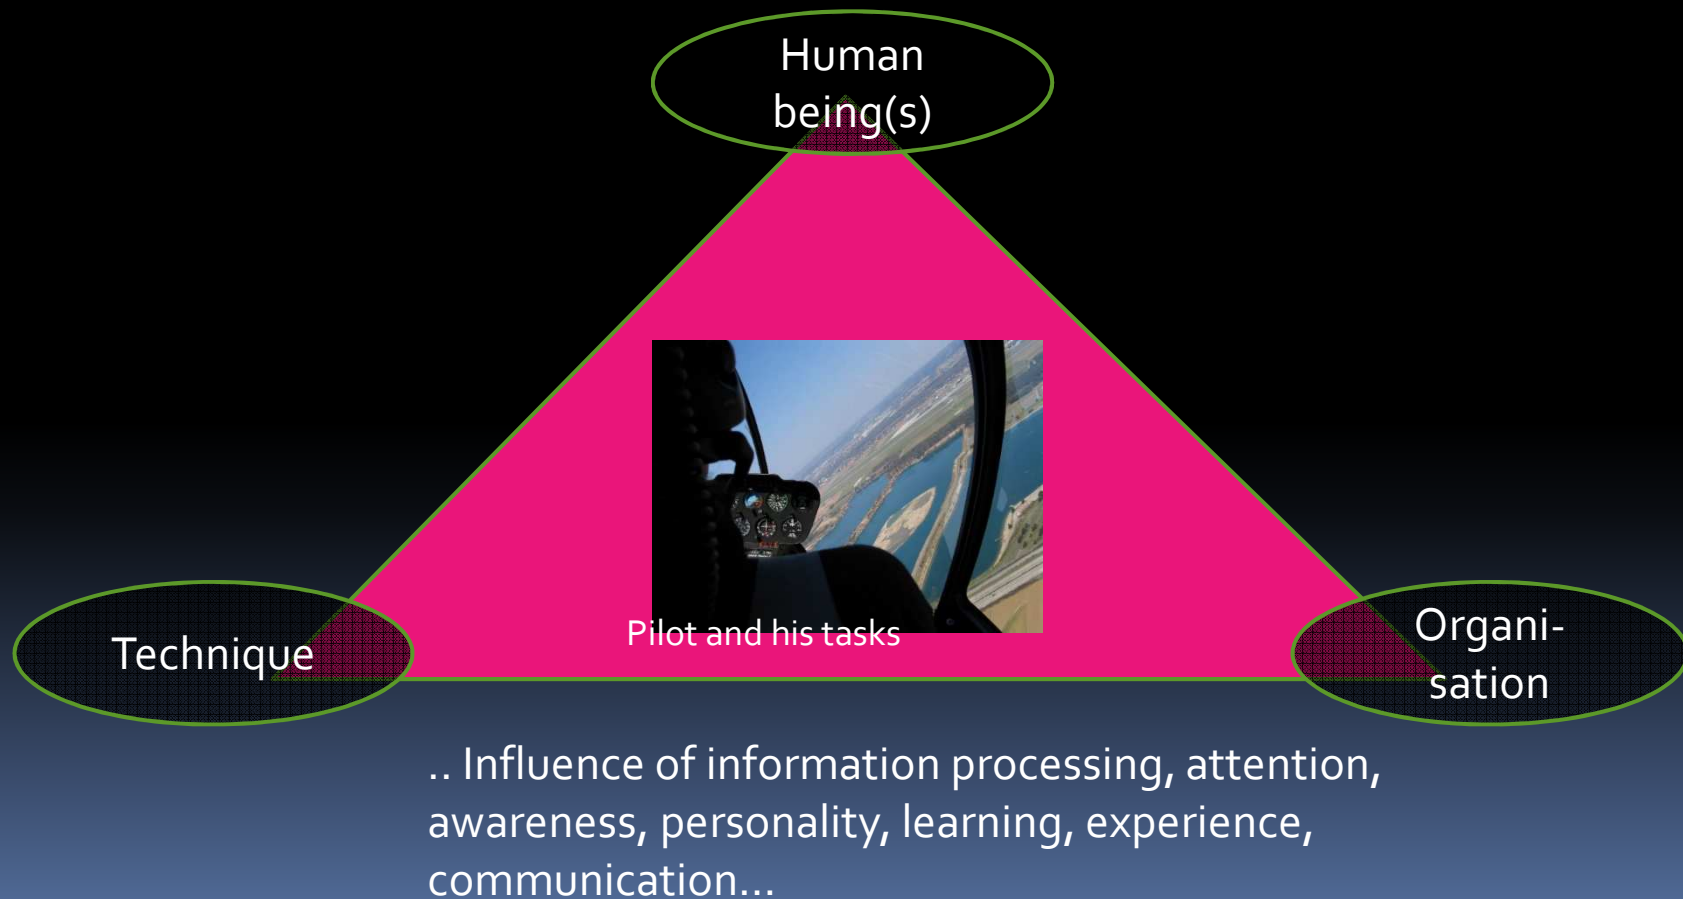 Human
being(s)
Pilot and his tasks
Technique
Organi-
sation
.. Influence of information processing, attention,
awareness, personality, learning, experience,
communication...